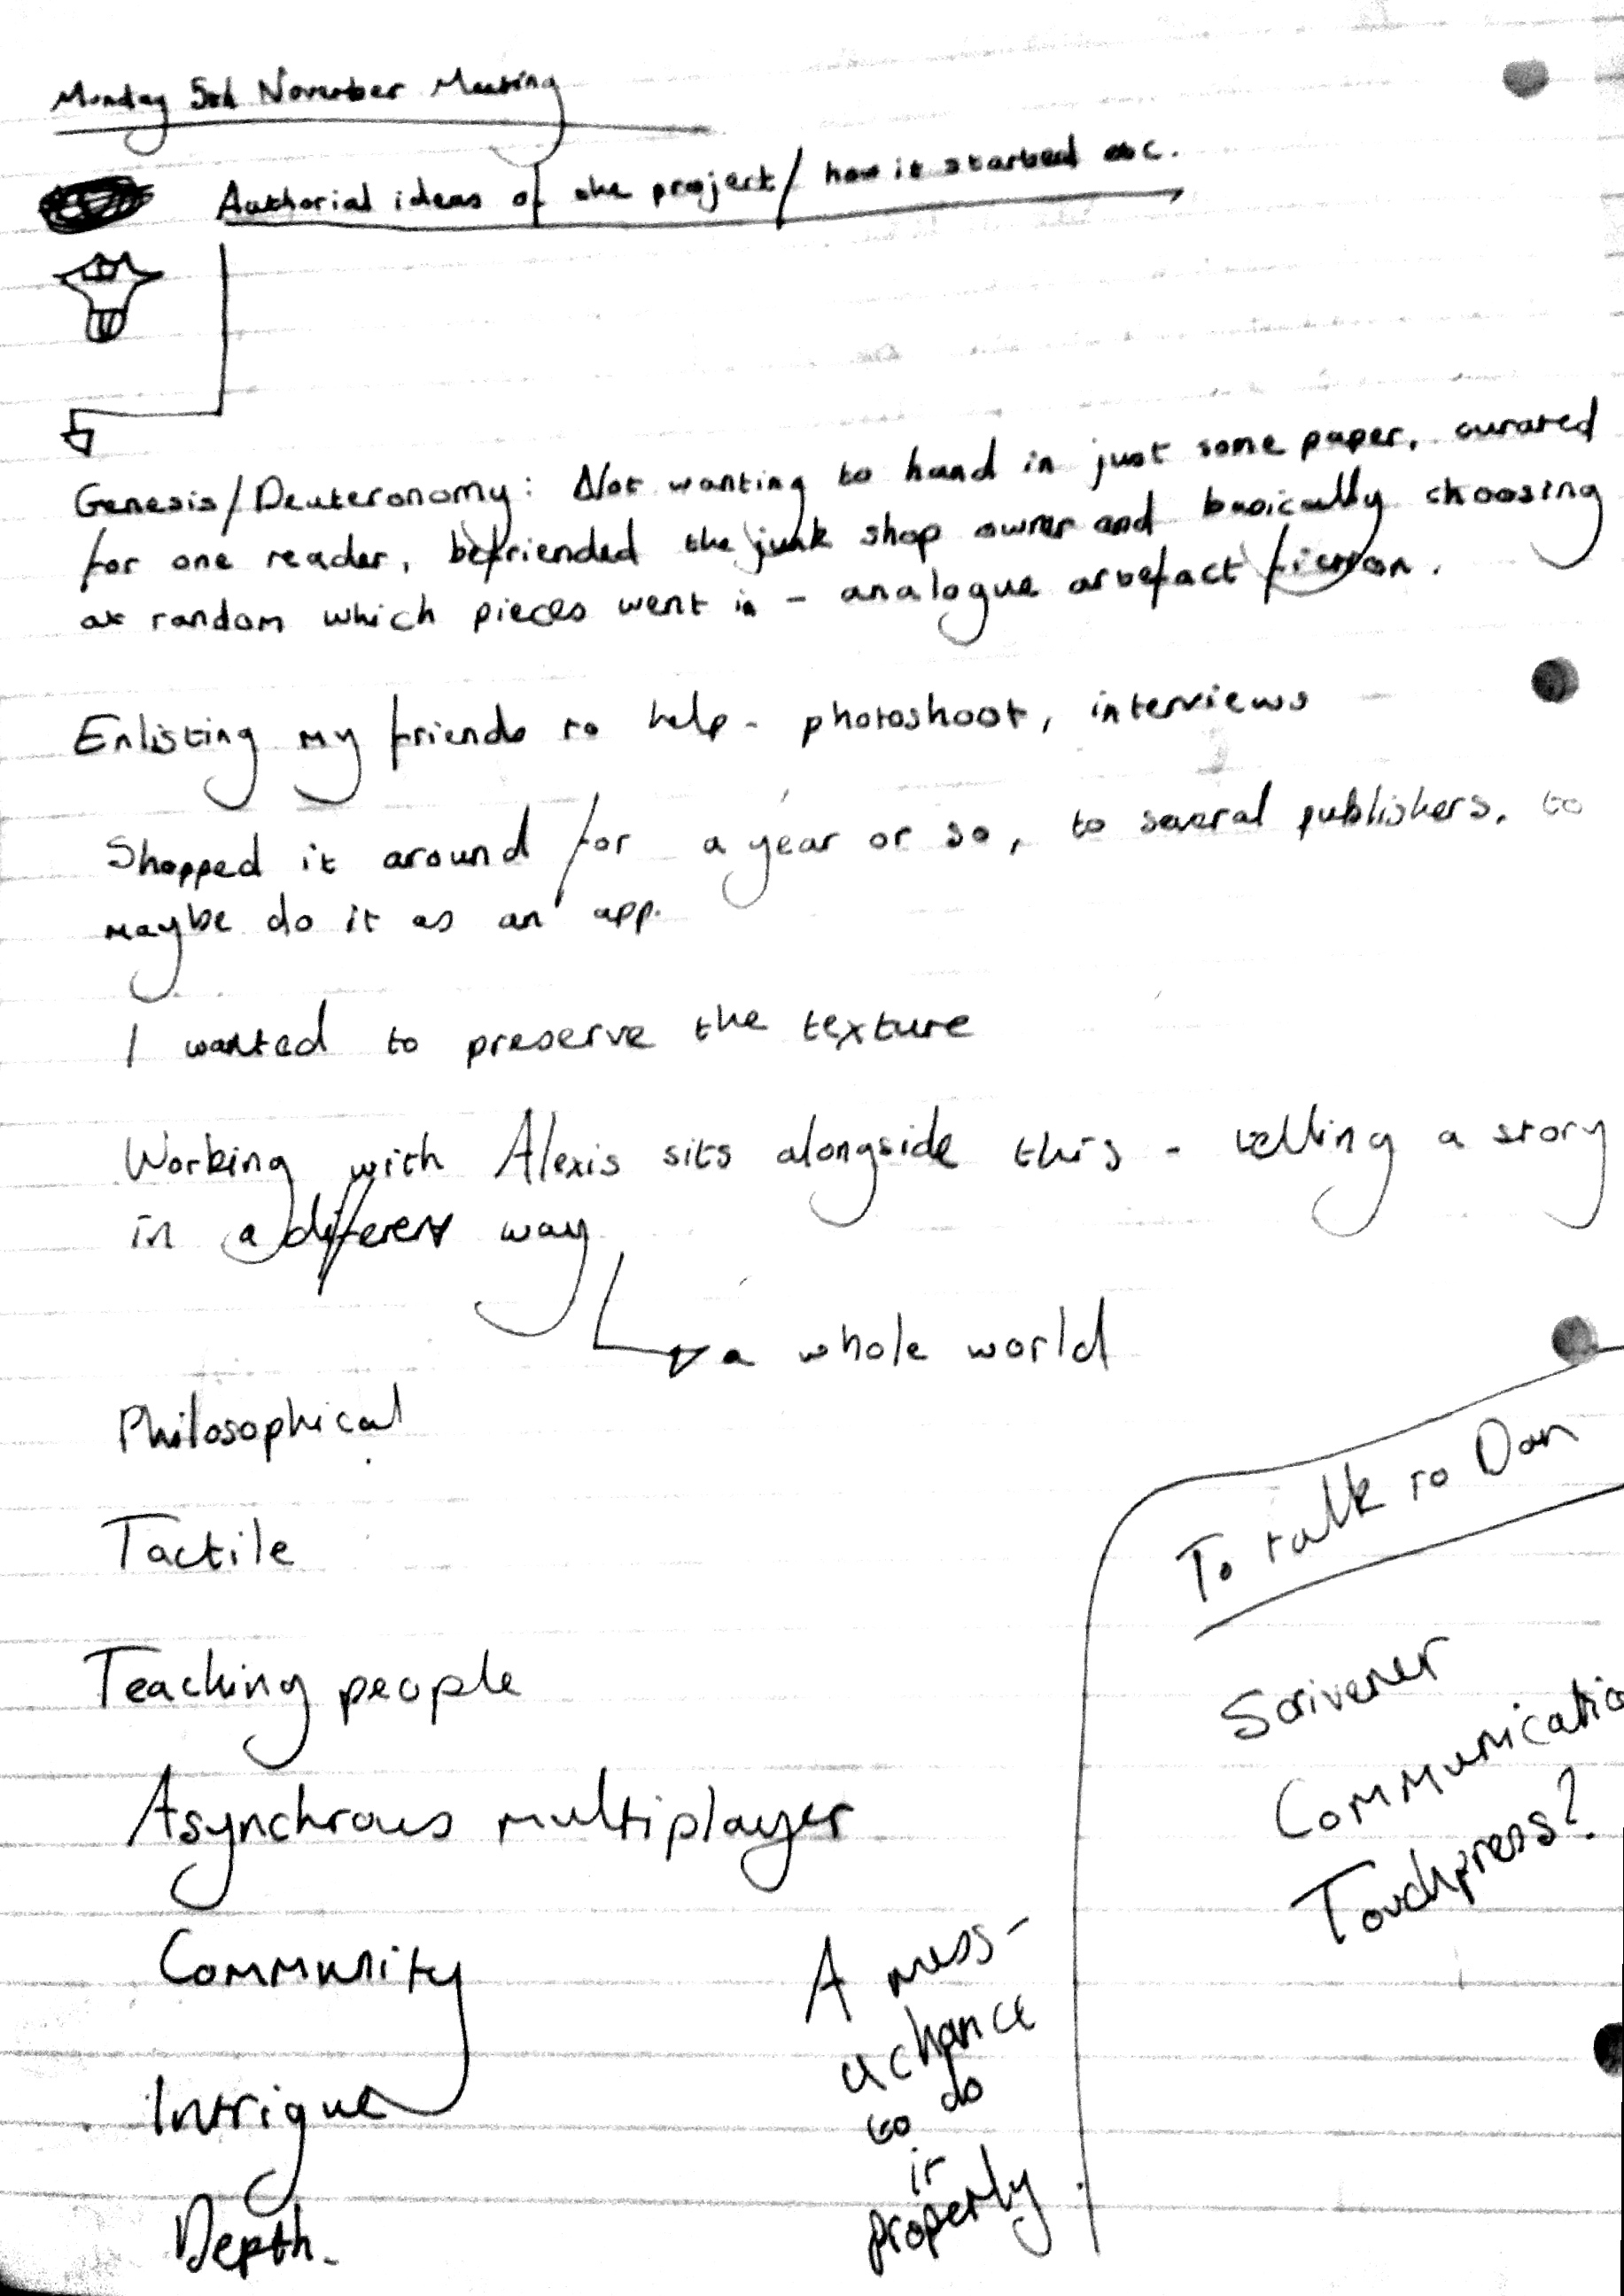 Monday 5th November Meeting
Authorial ideas of the project / how it started etc.
Genesis/Deuteronomy: Not wanting to hand in just some paper, curated
for one reader, befriended the junk shop owner and basically choosing
at random which pieces went in - analogue artefact fiction.
Enlisting my friends to help - photoshoot, interviews
Shopped it around for a year or so, to several publishers, to
maybe do it as an app.
I wanted to preserve the texture
Working with Alexis sits alongside this - telling a story
in a different way
a whole world
Philosophical
Tactile
Teaching people
Asynchrous multiplayer
Community
Intrigue
Depth.
A mess -
a chance
to do
it
properly.
To talk to Dan
Scrivener
Communicatio
Touchpress?